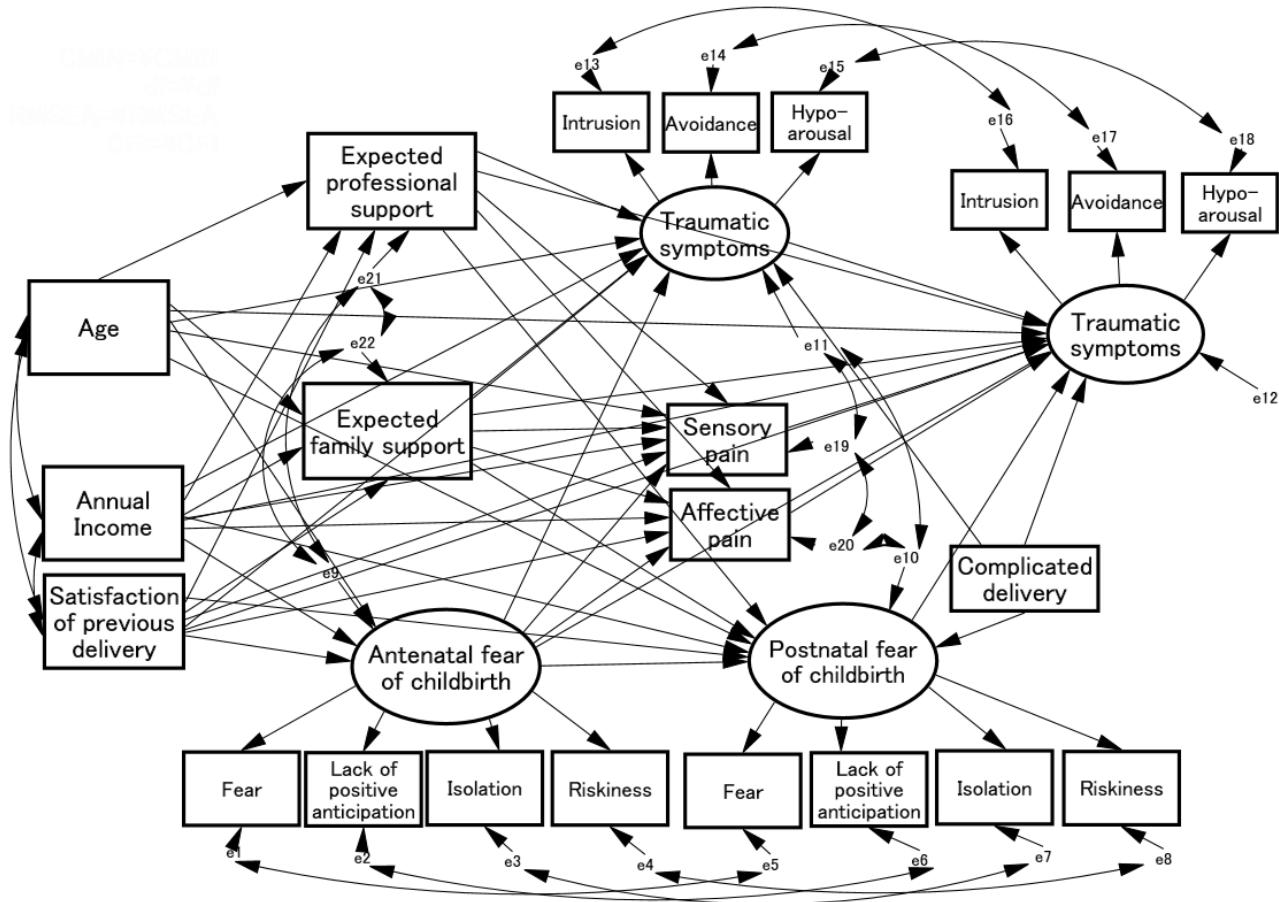 e13
e14
e15
Intrusion
Avoidance
Hypo-
arousal
e16
e17
e18
Intrusion
Avoidance
Hypo-
arousal
Expected
professional
support
Traumatic
symptoms
Age
e21
e22
e11
Traumatic
symptoms
e12
Expected
family support
Sensory
pain
e19
Annual
Income
Affective
pain
e20
e10
e9
Complicated
delivery
Satisfaction
of previous
delivery
Antenatal fear
of childbirth
Postnatal fear
of childbirth
Fear
Lack of
positive
anticipation
Isolation
Riskiness
Fear
Lack of
positive
anticipation
Isolation
Riskiness
e1
e2
e3
e4
e5
e6
e7
e8